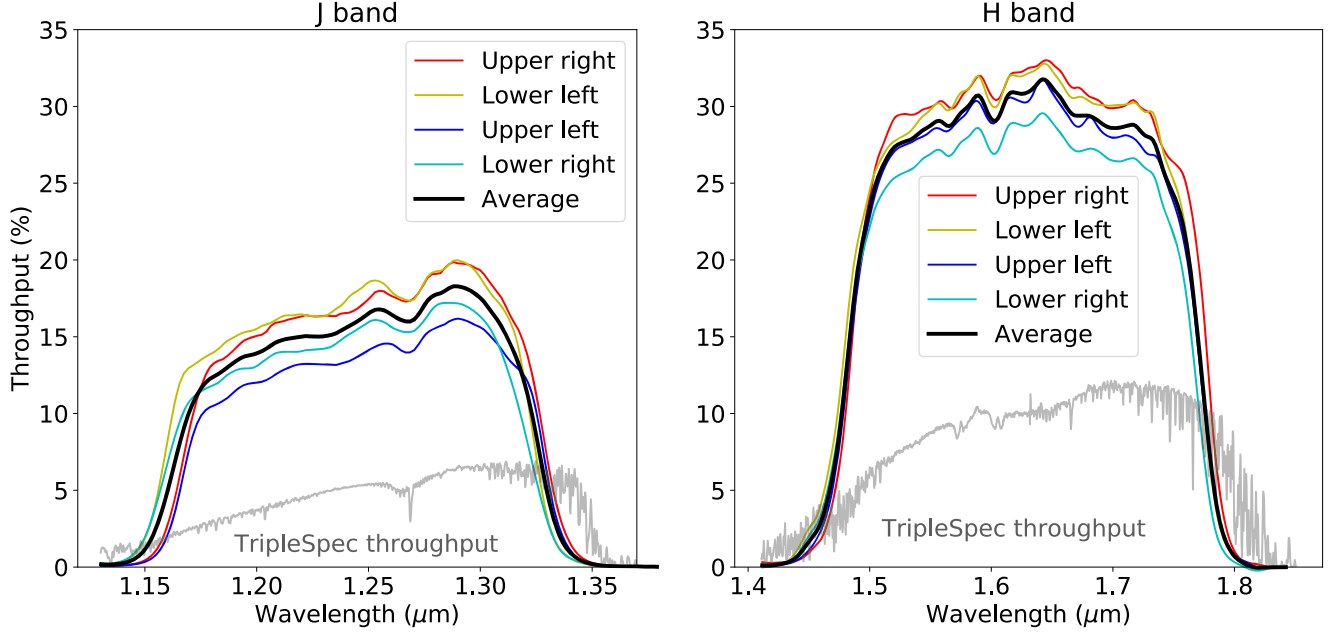 J band
35
30
25
20
15
10
5
0
Throughput (%)
Upper right
Lower left
Upper left
Lower right
Average
TripleSpec throughput
1.15
1.20
1.25
1.30
1.35
Wavelength (μm)
H band
35
30
25
20
15
10
5
0
Upper right
Lower left
Upper left
Lower right
Average
TripleSpec throughput
1.4
1.5
1.6
1.7
1.8
Wavelength (μm)